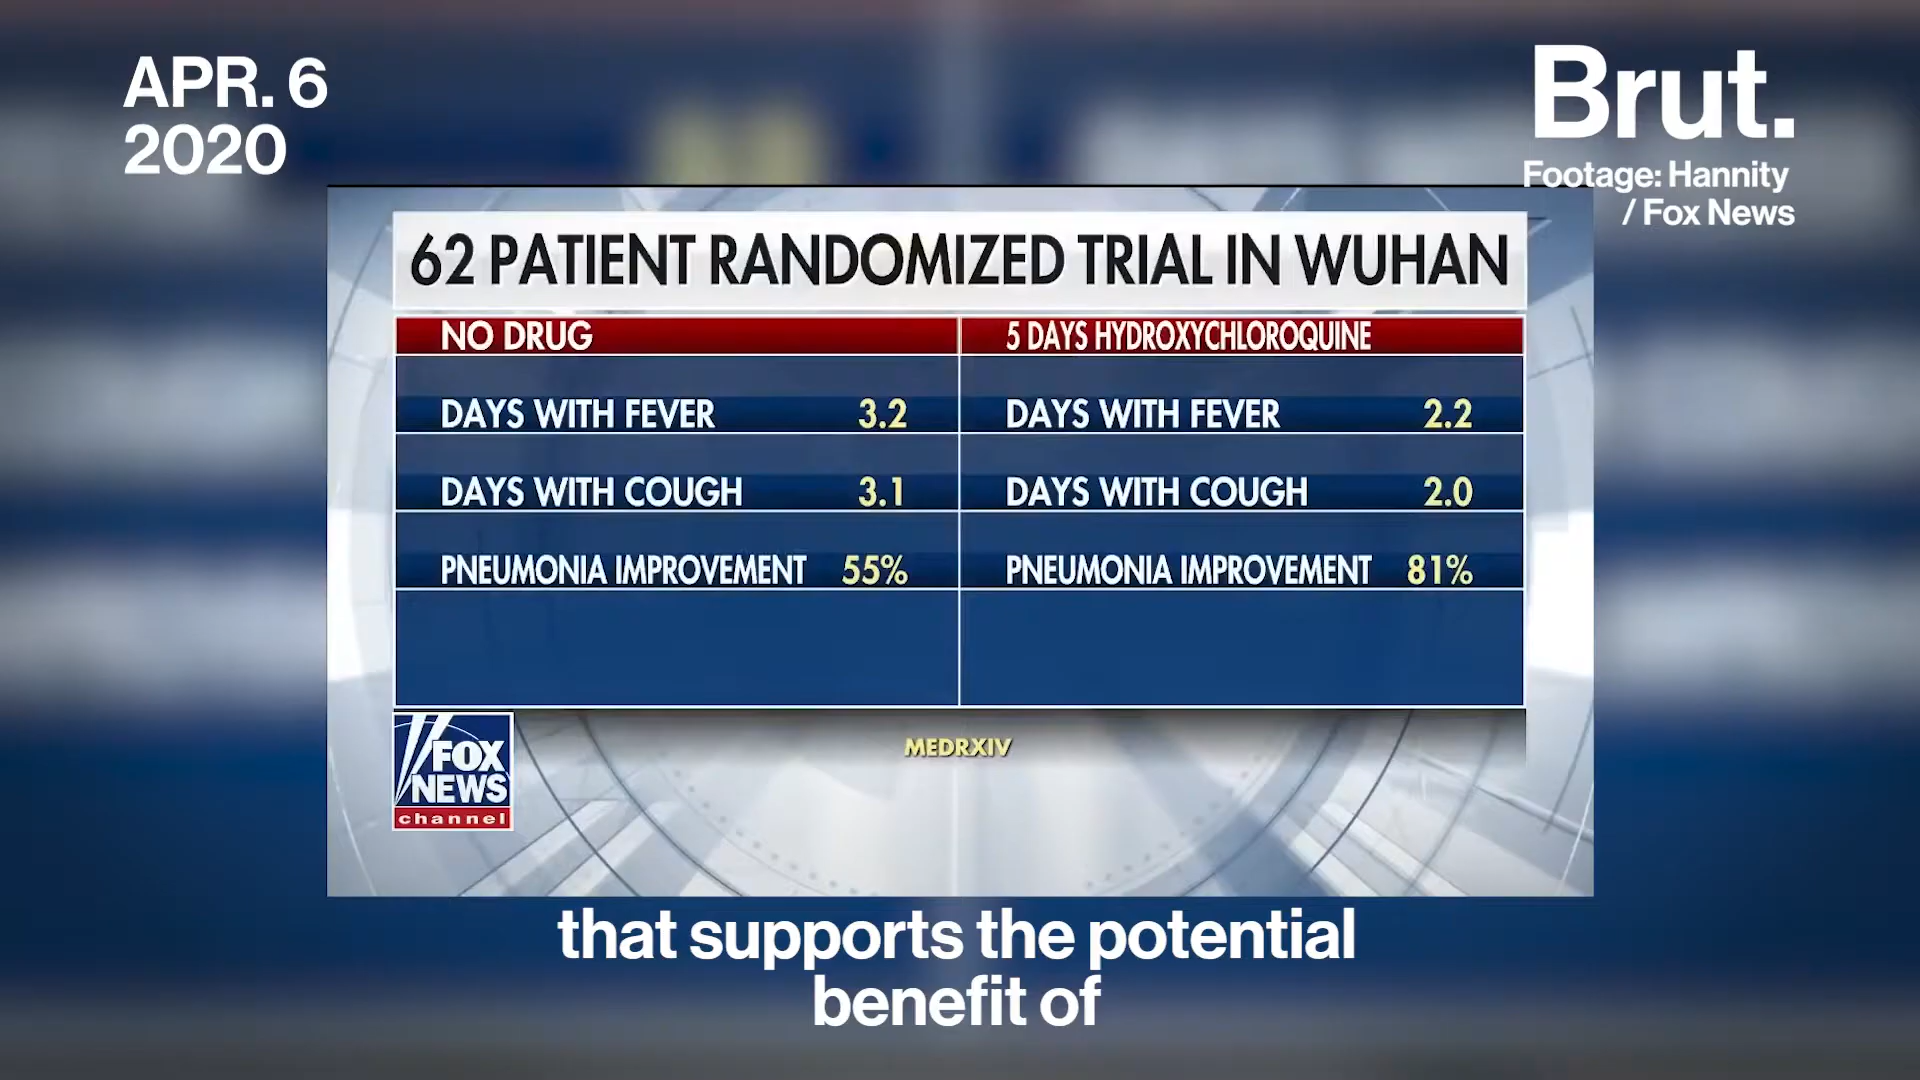 APR. 6
2020
Brut.
Footage: Hannity
/ Fox News
62 PATIENT RANDOMIZED TRIAL IN WUHAN
NO DRUG
5 DAYS HYDROXYCHLOROQUINE
DAYS WITH FEVER 3.2
DAYS WITH FEVER 2.2
DAYS WITH COUGH 3.1
DAYS WITH COUGH 2.0
PNEUMONIA IMPROVEMENT 55%
PNEUMONIA IMPROVEMENT 81%
FOX
NEWS
channel
MEDRXIV
that supports the potential
benefit of